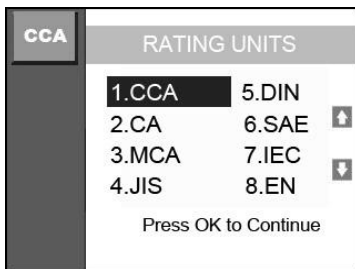 CCA
RATING UNITS
1.CCA 5.DIN
2.CA 6.SAE
3.MCA 7.IEC
4.JIS 8.EN
Press OK to Continue